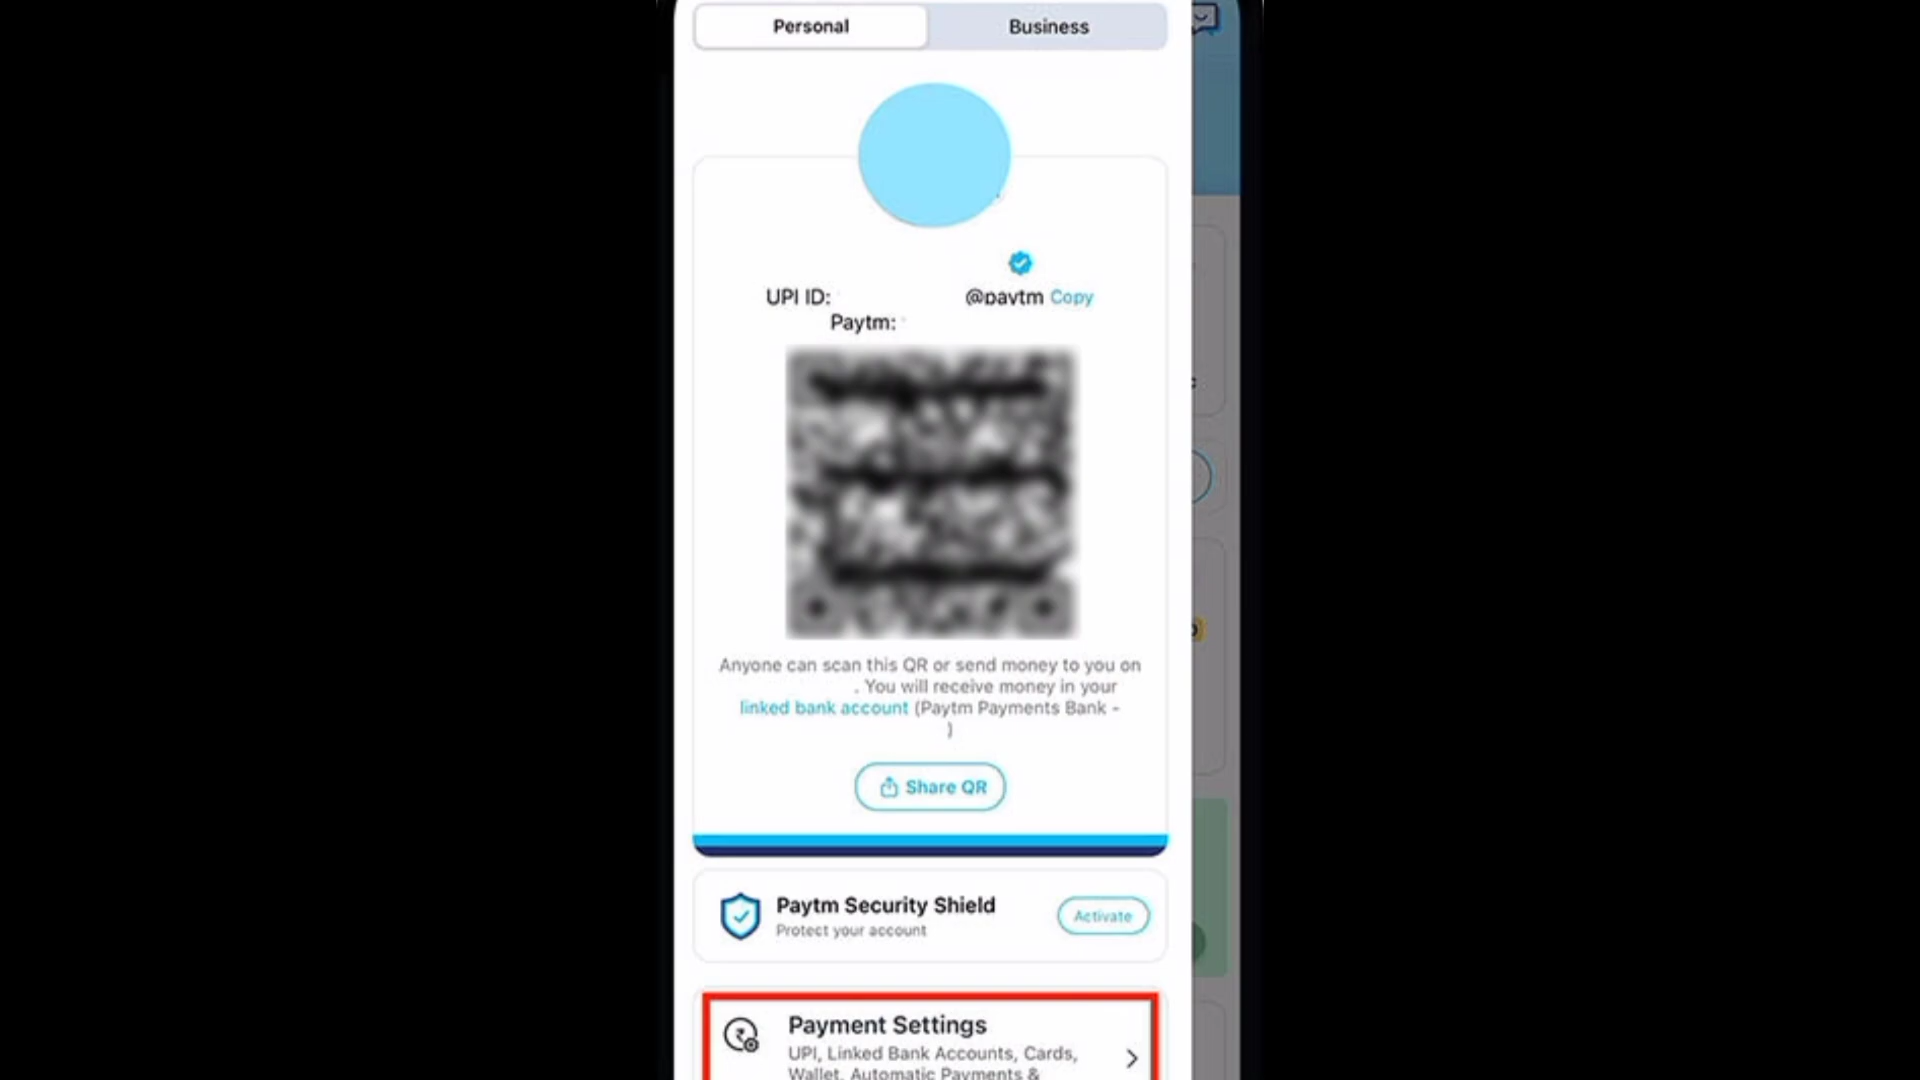 Personal
Business
UPI ID: @paytm Copy
Paytm:
Anyone can scan this QR or send money to you on
. You will receive money in your
linked bank account (Paytm Payments Bank -
)
Share QR
Paytm Security Shield
Protect your account
Activate
Payment Settings
UPI, Linked Bank Accounts, Cards,
Wallet, Automatic Payments &